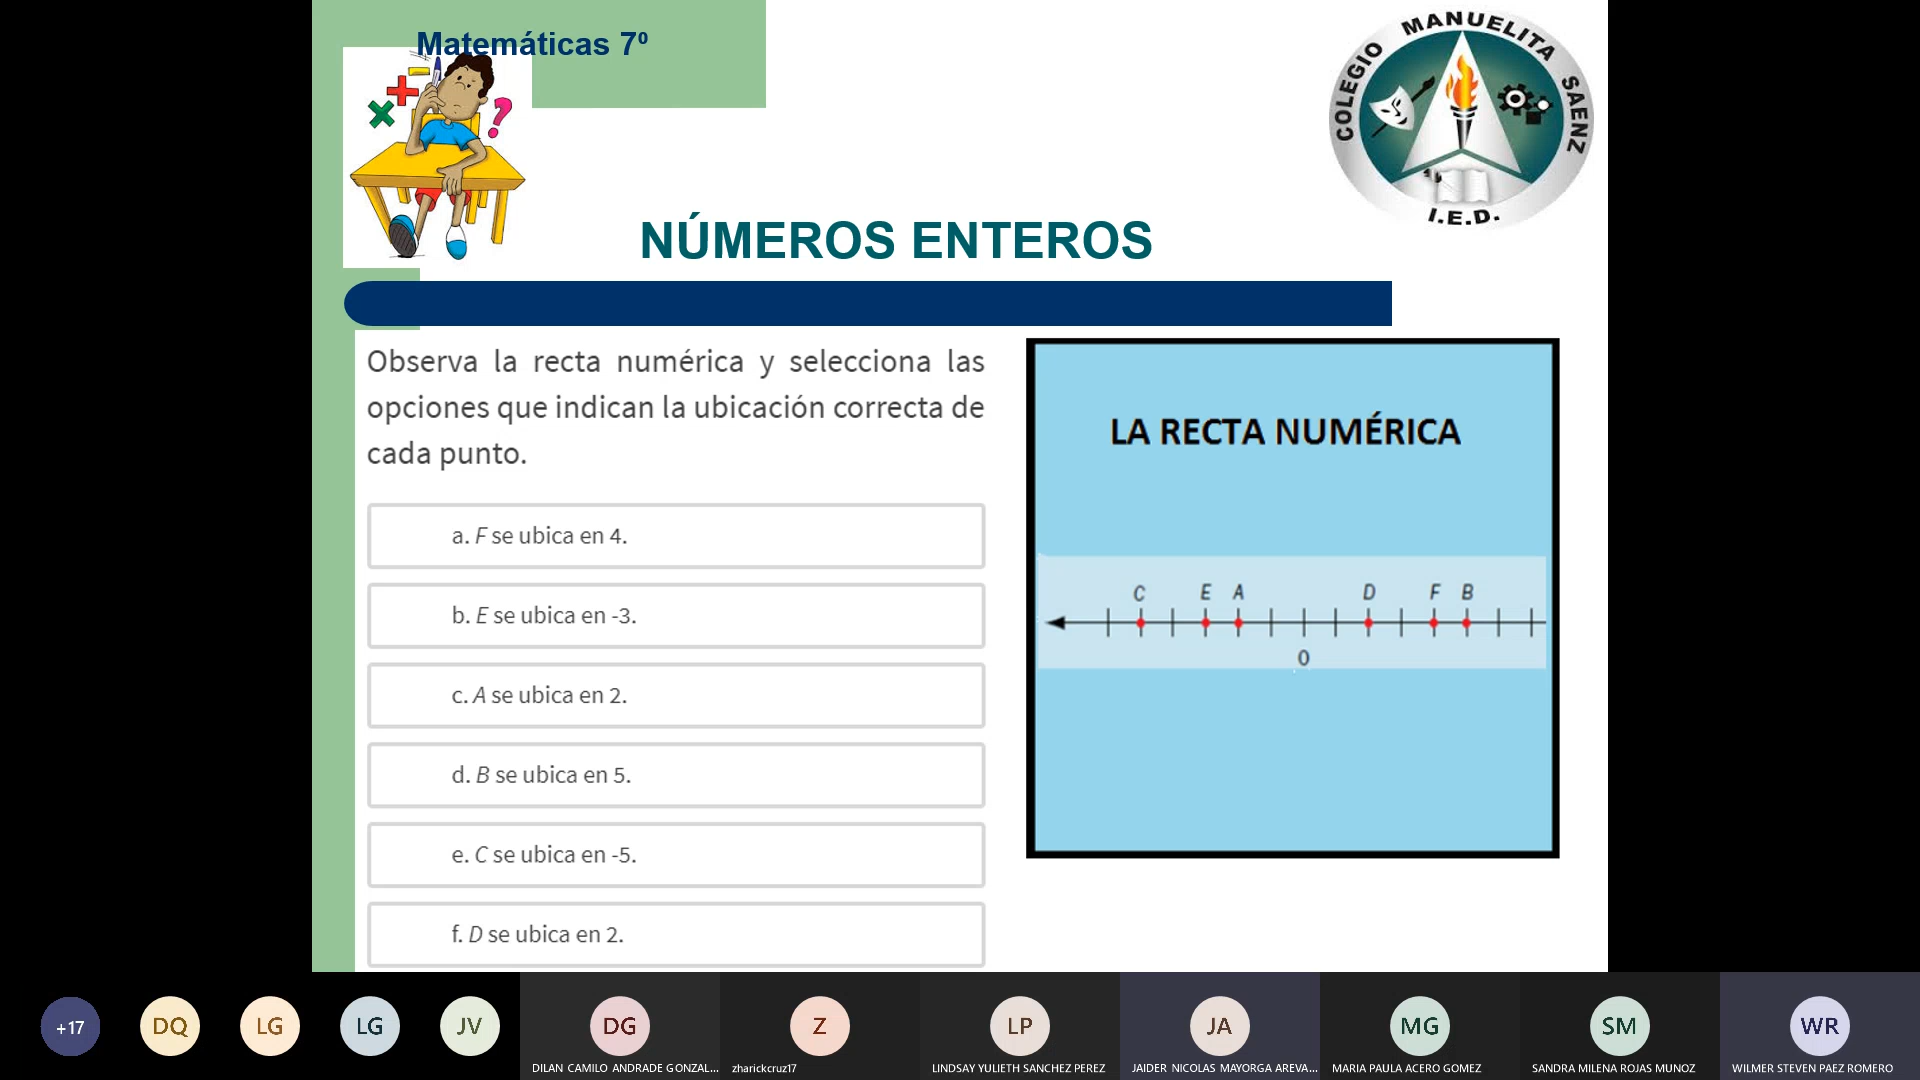 Matemáticas 7º
COLEGIO MANUELITA SAENZ
I.E.D.
NÚMEROS ENTEROS
Observa la recta numérica y selecciona las
opciones que indican la ubicación correcta de
cada punto.
a. F se ubica en 4.
b. E se ubica en -3.
c. A se ubica en 2.
d. B se ubica en 5.
e. C se ubica en -5.
f. D se ubica en 2.
LA RECTA NUMÉRICA
C E A D F B
0
+17 DQ LG LG JV DG Z LP JA MG SM WR
DILAN CAMILO ANDRADE GONZAL... zharickcruz17 LINDSAY YULIETH SANCHEZ PEREZ JAIDER NICOLAS MAYORGA AREVA... MARIA PAULA ACERO GOMEZ SANDRA MILENA ROJAS MUNOZ WILMER STEVEN PAEZ ROMERO